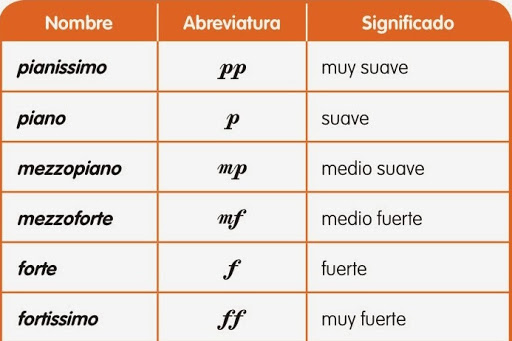 Nombre Abreviatura Significado
pianissimo pp muy suave
piano p suave
mezzopiano mp medio suave
mezzoforte mf medio fuerte
forte f fuerte
fortissimo ff muy fuerte